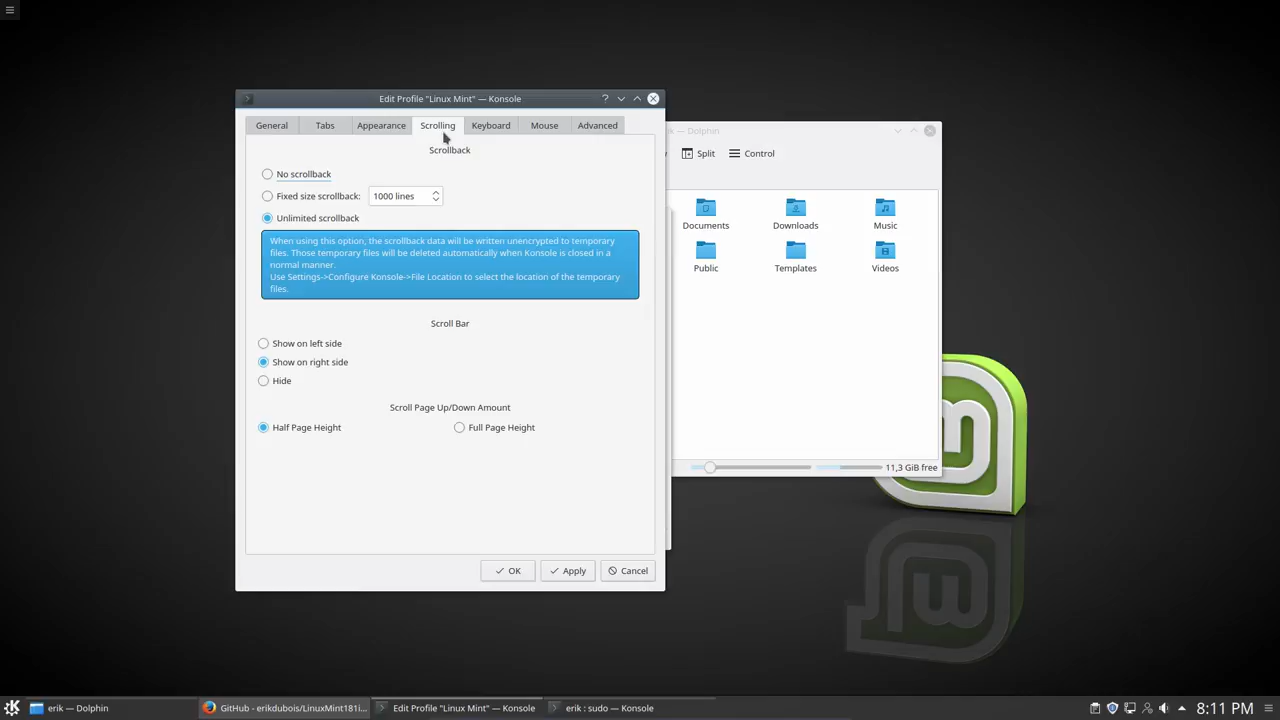 Edit Profile "Linux Mint" — Konsole
General Tabs Appearance Scrolling Keyboard Mouse Advanced
Scrollback
No scrollback
Fixed size scrollback: 1000 lines
Unlimited scrollback
When using this option, the scrollback data will be written unencrypted to temporary
files. Those temporary files will be deleted automatically when Konsole is closed in a
normal manner.
Use Settings->Configure Konsole->File Location to select the location of the temporary
files.
Scroll Bar
Show on left side
Show on right side
Hide
Scroll Page Up/Down Amount
Half Page Height Full Page Height
OK Apply Cancel
— Dolphin
Split Control
Documents Downloads Music
Public Templates Videos
11,3 GiB free
erik — Dolphin
GitHub - erikdubois/LinuxMint181i...
Edit Profile "Linux Mint" — Konsole
erik : sudo — Konsole
8:11 PM